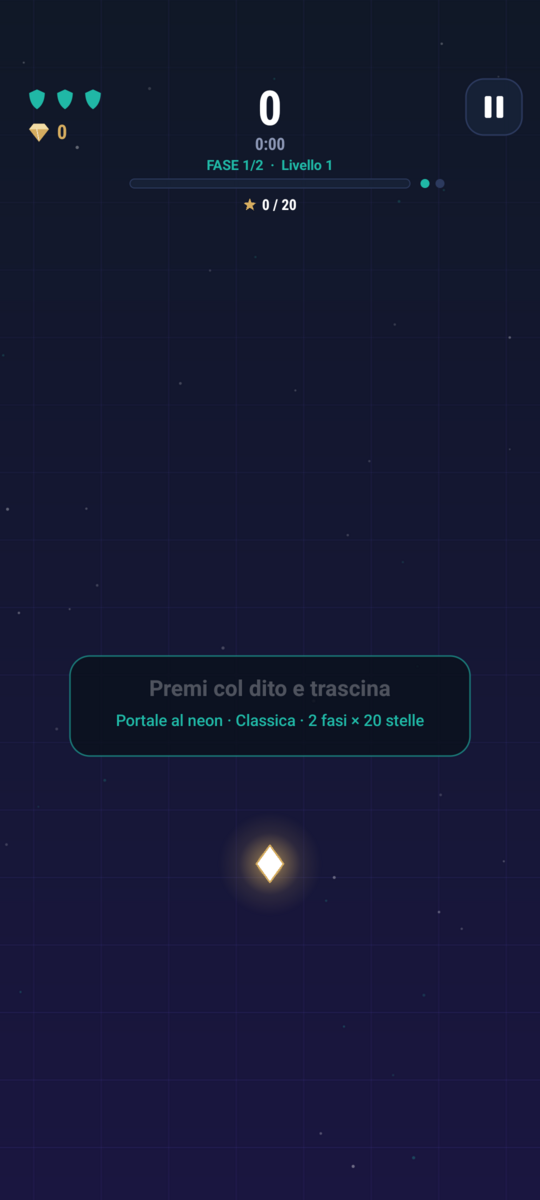 0
0
0:00
FASE 1/2 · Livello 1
0 / 20
Premi col dito e trascina
Portale al neon · Classica · 2 fasi × 20 stelle